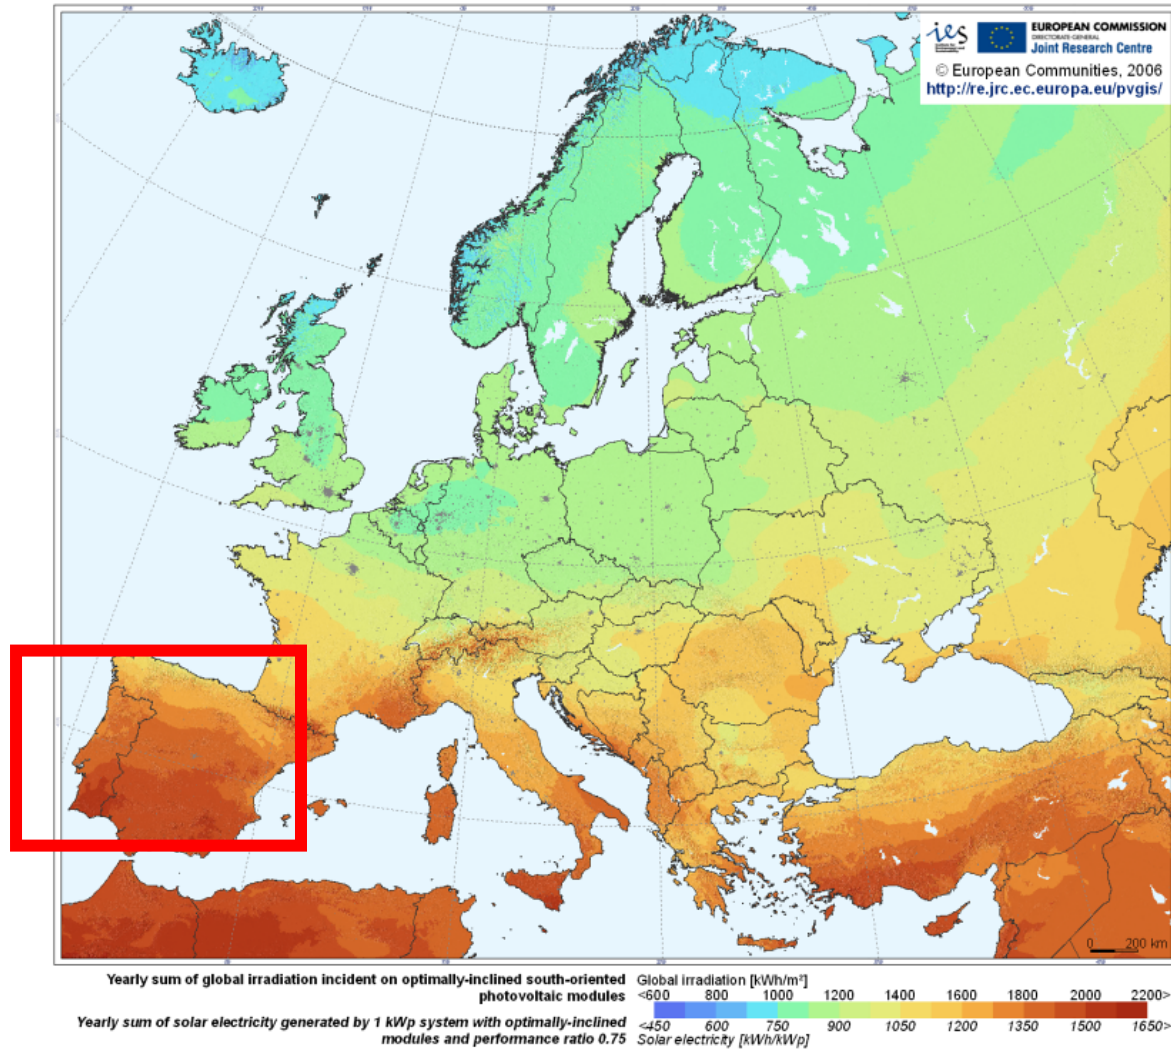 ies
EUROPEAN COMMISSION
DIRECTORATE-GENERAL
Joint Research Centre
© European Communities, 2006
http://re.jrc.ec.europa.eu/pvgis/
0 200 km
Yearly sum of global irradiation incident on optimally-inclined south-oriented
photovoltaic modules
Global irradiation [kWh/m²]
<600 800 1000 1200 1400 1600 1800 2000 2200>
Yearly sum of solar electricity generated by 1 kWp system with optimally-inclined
modules and performance ratio 0.75
<450 600 750 900 1050 1200 1350 1500 1650>
Solar electricity [kWh/kWp]